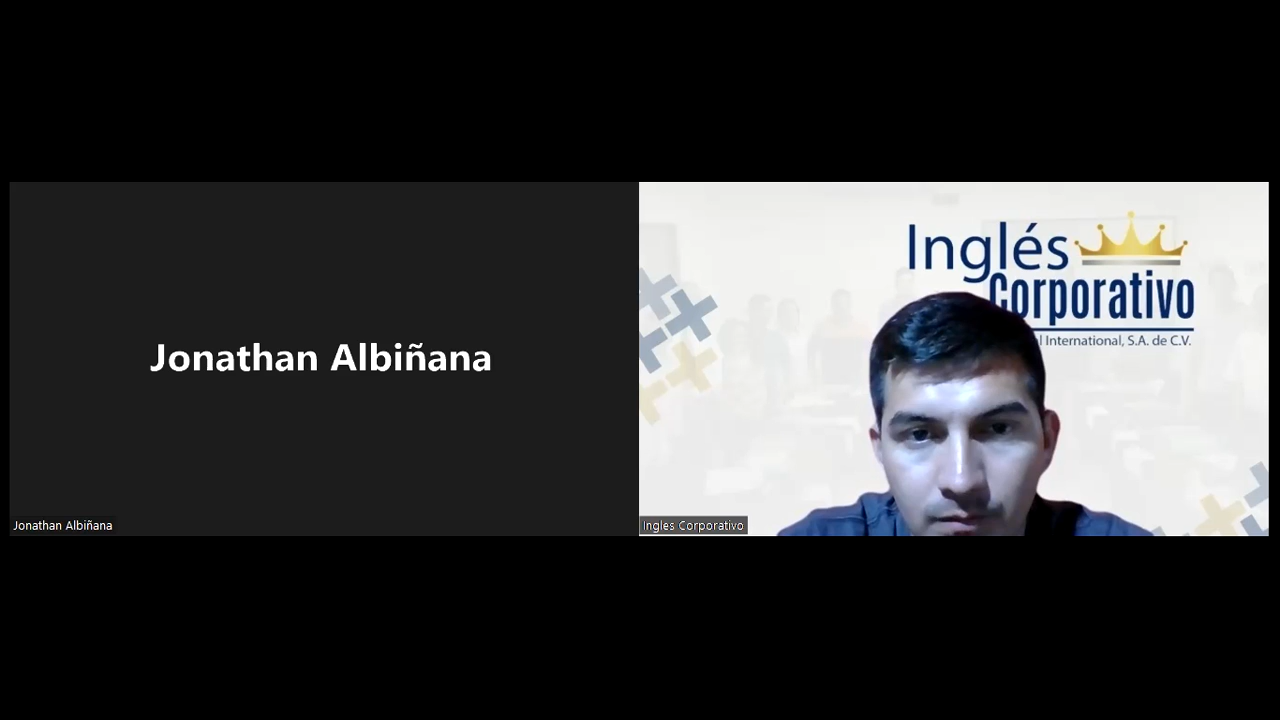 Jonathan Albiñana
Jonathan Albiñana
Inglés
Corporativo
l International, S.A. de C.V.
Ingles Corporativo